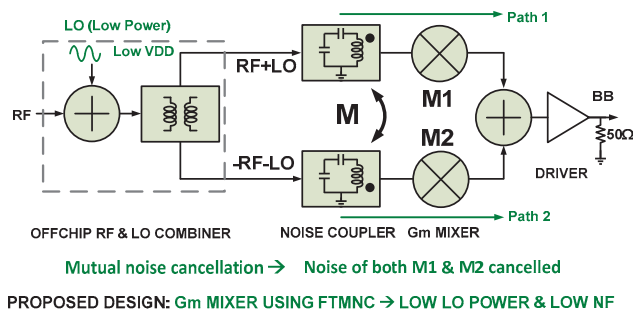 LO (Low Power)
Low VDD
RF
RF+LO
-RF-LO
Path 1
M1
M
M2
Path 2
BB
50Ω
DRIVER
OFFCHIP RF & LO COMBINER
NOISE COUPLER
Gm MIXER
Mutual noise cancellation → Noise of both M1 & M2 cancelled
PROPOSED DESIGN: Gm MIXER USING FTMNC → LOW LO POWER & LOW NF